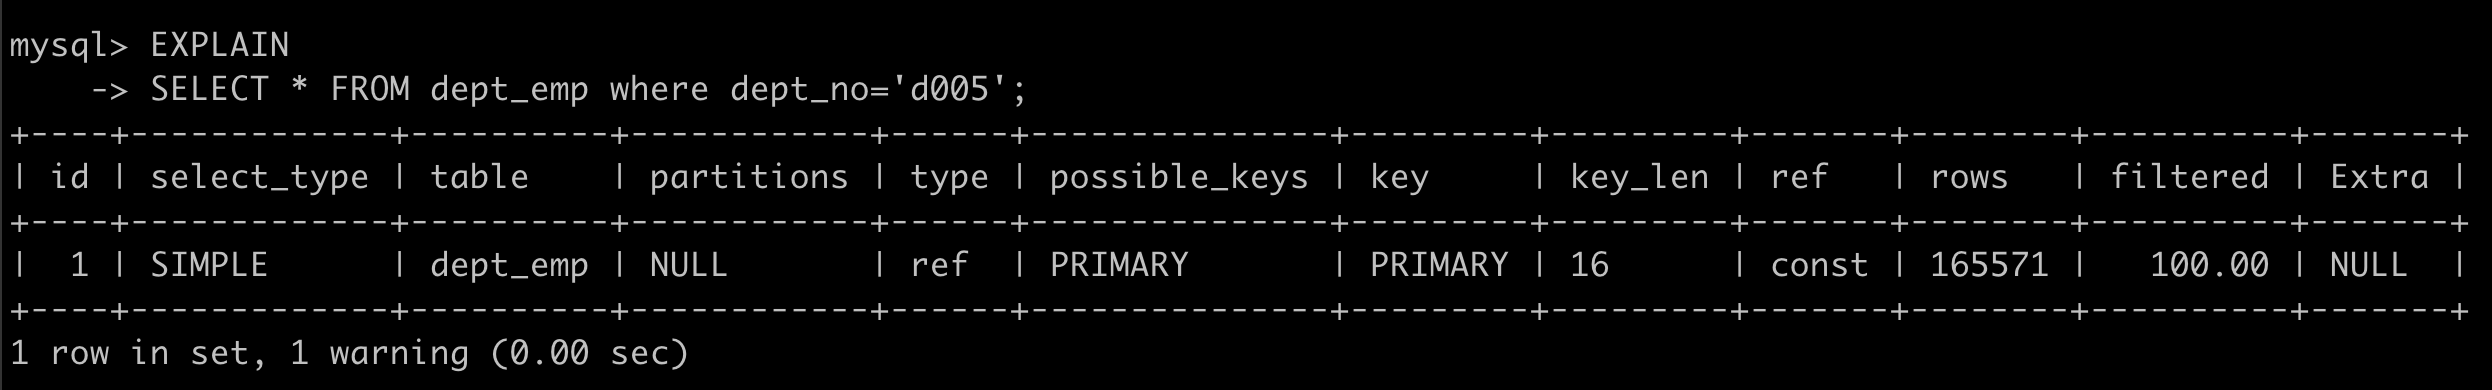 mysql> EXPLAIN
    -> SELECT * FROM dept_emp where dept_no='d005';
+----+-------------+----------+------------+------+---------------+---------+---------+-------+--------+----------+-------+
| id | select_type | table    | partitions | type | possible_keys | key     | key_len | ref   | rows   | filtered | Extra |
+----+-------------+----------+------------+------+---------------+---------+---------+-------+--------+----------+-------+
|  1 | SIMPLE      | dept_emp | NULL       | ref  | PRIMARY       | PRIMARY | 16      | const | 165571 |   100.00 | NULL  |
+----+-------------+----------+------------+------+---------------+---------+---------+-------+--------+----------+-------+
1 row in set, 1 warning (0.00 sec)